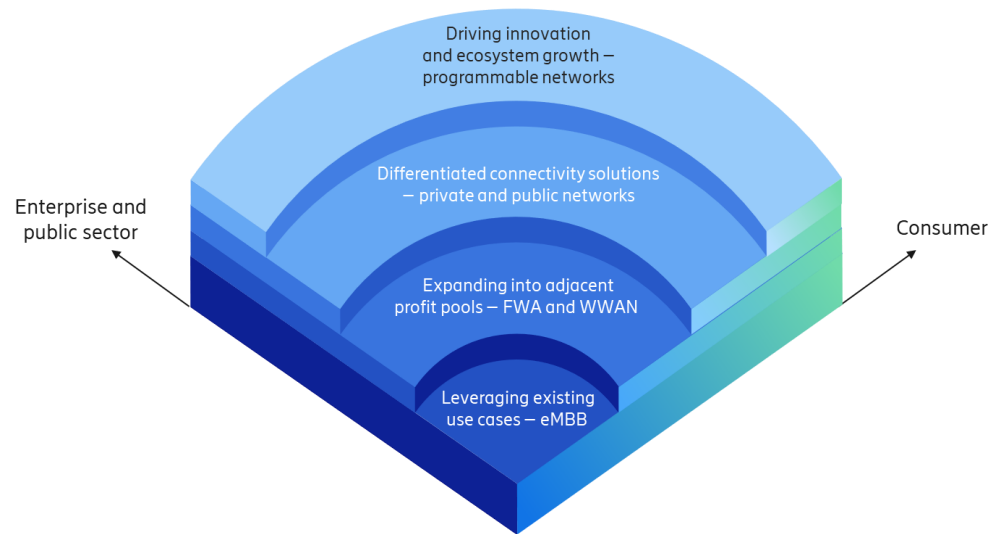 Driving innovation
and ecosystem growth –
programmable networks
Differentiated connectivity solutions
– private and public networks
Enterprise and
public sector
Consumer
Expanding into adjacent
profit pools – FWA and WWAN
Leveraging existing
use cases – eMBB